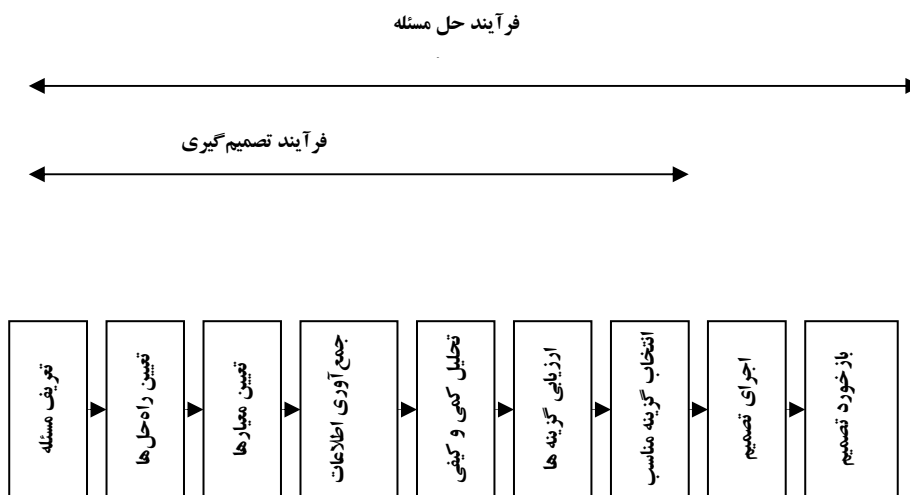 فرآیند حل مسئله
فرآیند تصمیم‌گیری
تعریف مسئله
تعیین راه‌حل‌ها
تعیین معیارها
جمع آوری اطلاعات
تحلیل کمی و کیفی
ارزیابی گزینه ها
انتخاب گزینه مناسب
اجرای تصمیم
بازخورد تصمیم